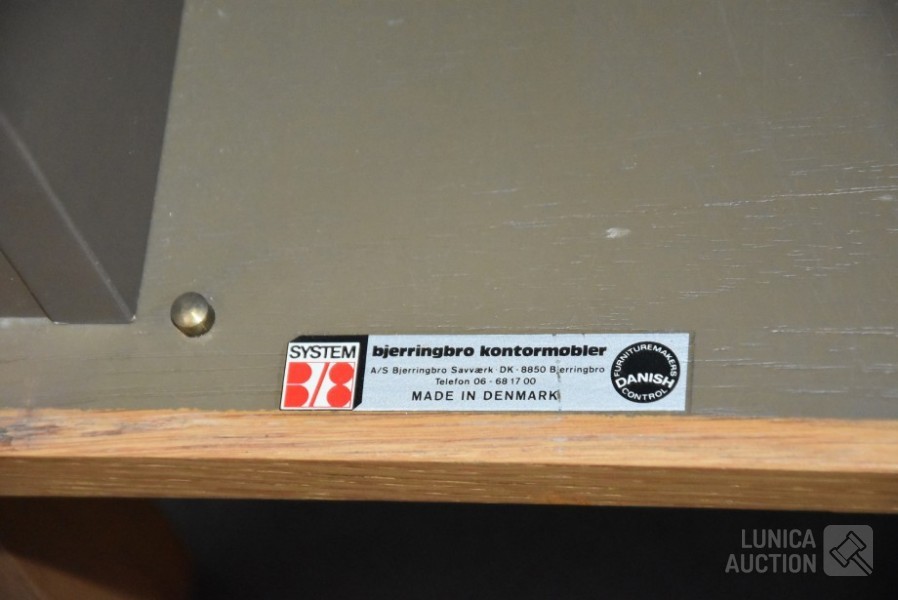 SYSTEM
B/8
bjerringbro kontormøbler
A/S Bjerringbro Savværk · DK - 8850 Bjerringbro
Telefon 06 - 68 17 00
MADE IN DENMARK
FURNITUREMAKERS
DANISH
CONTROL
LUNICA
AUCTION